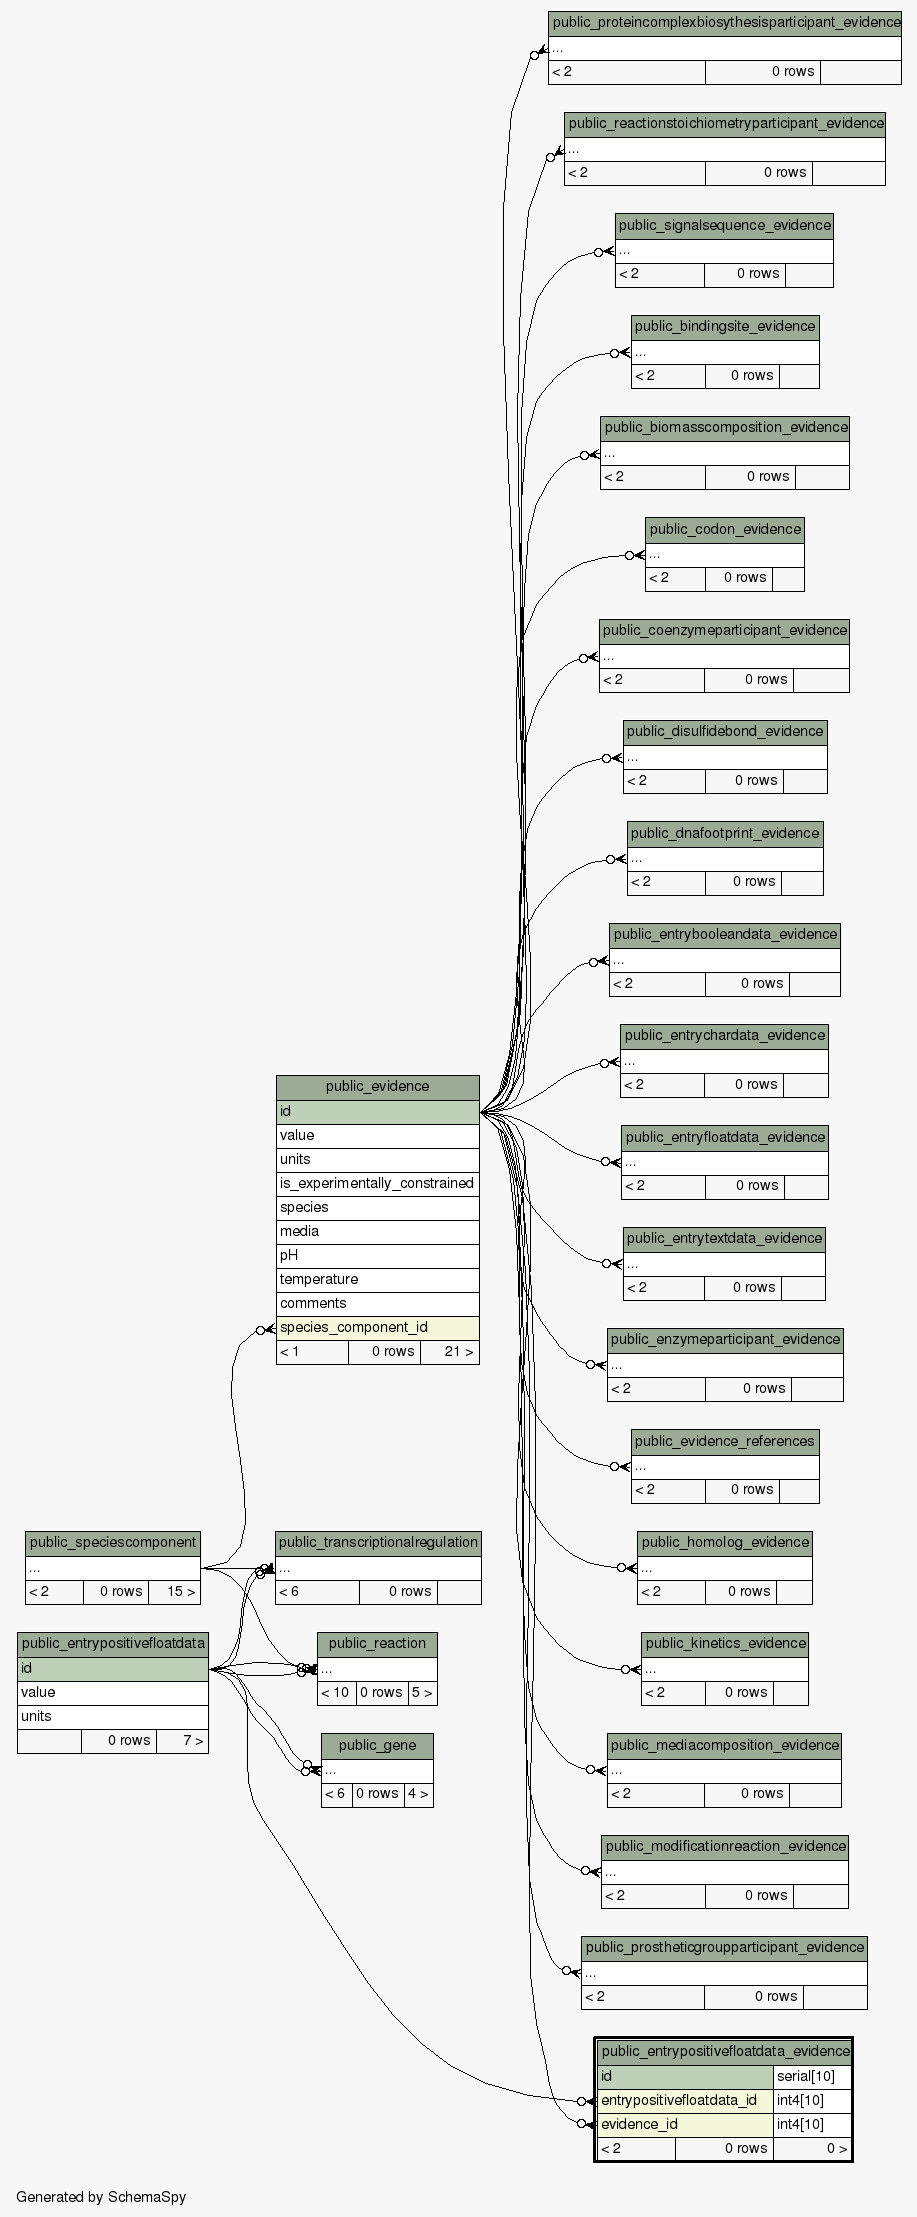 public_proteincomplexbiosythesisparticipant_evidence
...
< 2 0 rows
public_reactionstoichiometryparticipant_evidence
...
< 2 0 rows
public_signalsequence_evidence
...
< 2 0 rows
public_bindingsite_evidence
...
< 2 0 rows
public_biomasscomposition_evidence
...
< 2 0 rows
public_codon_evidence
...
< 2 0 rows
public_coenzymeparticipant_evidence
...
< 2 0 rows
public_disulfidebond_evidence
...
< 2 0 rows
public_dnafootprint_evidence
...
< 2 0 rows
public_entrybooleandata_evidence
...
< 2 0 rows
public_entrychardata_evidence
...
< 2 0 rows
public_evidence
id
value
units
is_experimentally_constrained
species
media
pH
temperature
comments
species_component_id
< 1 0 rows 21 >
public_entryfloatdata_evidence
...
< 2 0 rows
public_entrytextdata_evidence
...
< 2 0 rows
public_enzymeparticipant_evidence
...
< 2 0 rows
public_evidence_references
...
< 2 0 rows
public_speciescomponent
...
< 2 0 rows 15 >
public_transcriptionalregulation
...
< 6 0 rows
public_homolog_evidence
...
< 2 0 rows
public_entrypositivefloatdata
id
value
units
0 rows 7 >
public_reaction
...
< 10 0 rows 5 >
public_kinetics_evidence
...
< 2 0 rows
public_gene
...
< 6 0 rows 4 >
public_mediacomposition_evidence
...
< 2 0 rows
public_modificationreaction_evidence
...
< 2 0 rows
public_prostheticgroupparticipant_evidence
...
< 2 0 rows
public_entrypositivefloatdata_evidence
id serial[10]
entrypositivefloatdata_id int4[10]
evidence_id int4[10]
< 2 0 rows 0 >
Generated by SchemaSpy